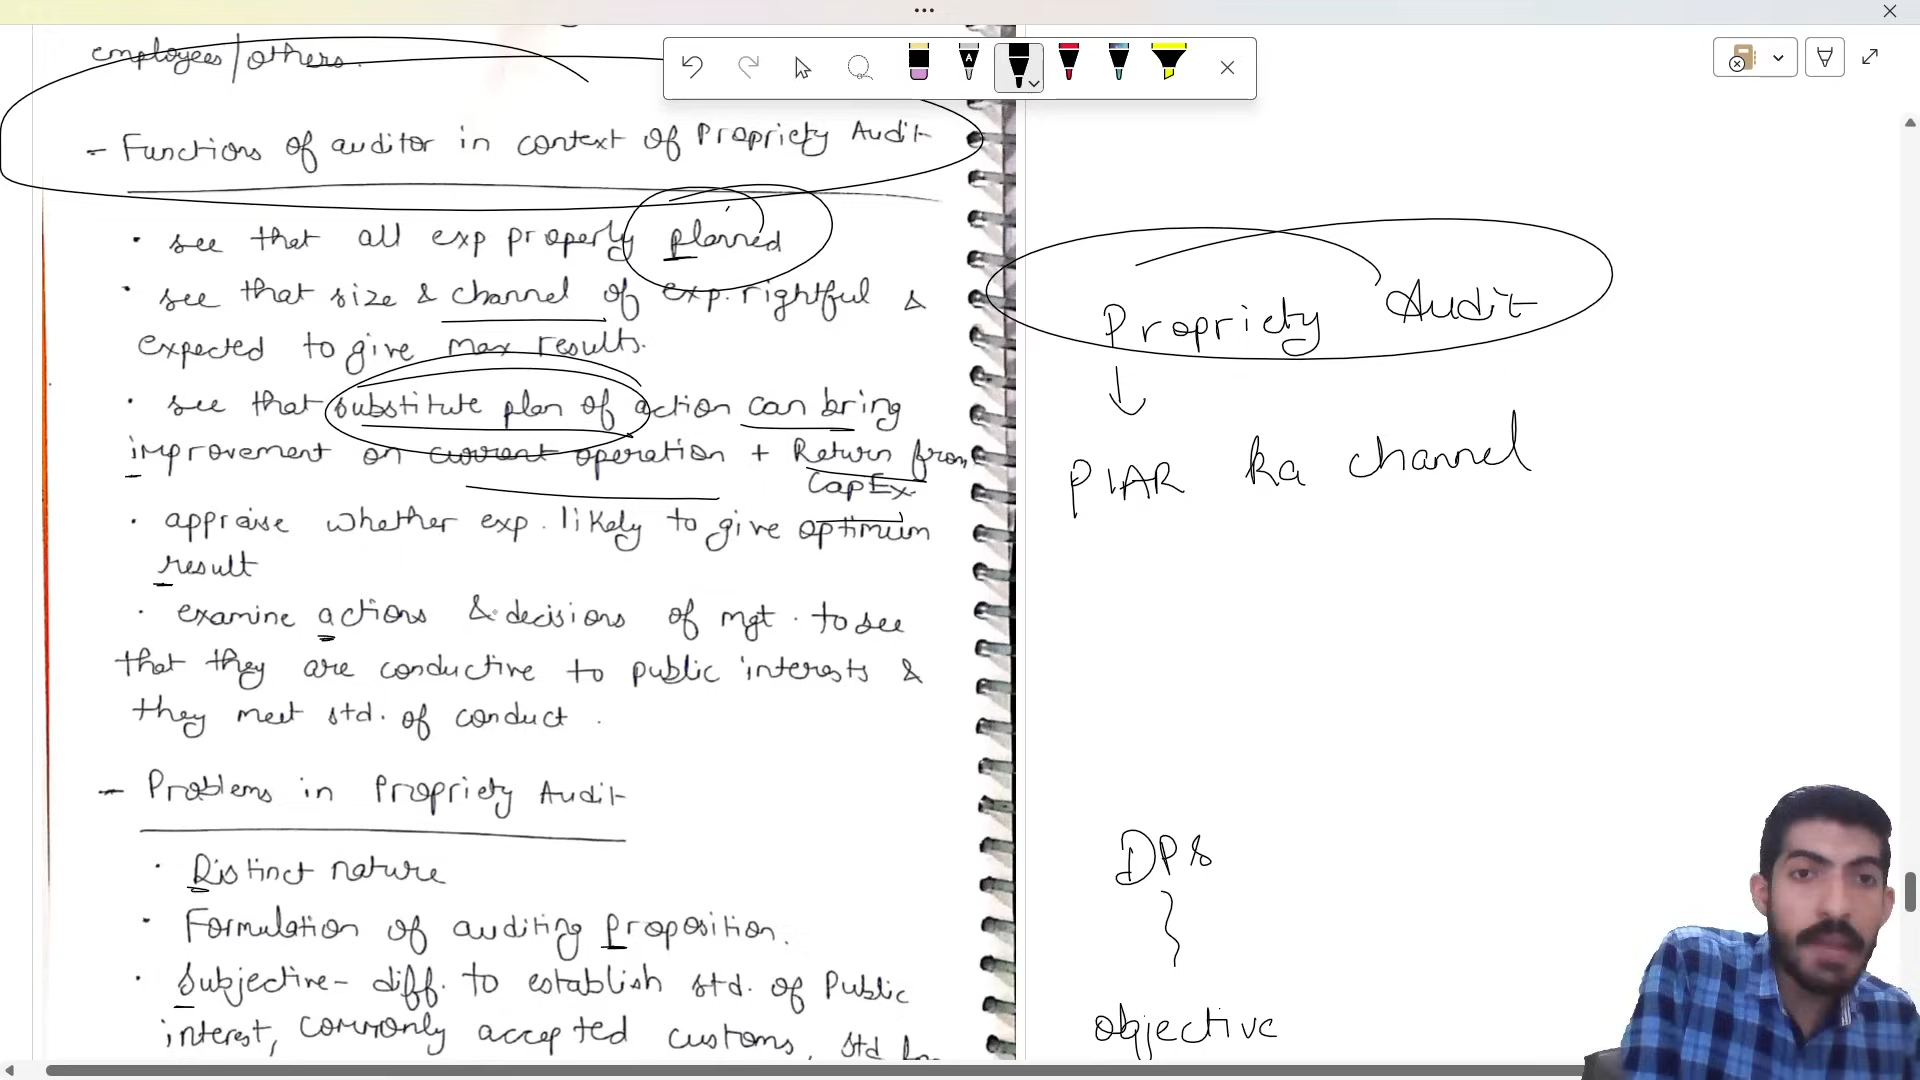 employees/others.
- Functions of auditor in context of Propriety Audit
• see that all exp properly planned
• see that size & channel of exp. rightful &
expected to give max results.
• see that substitute plan of action can bring
improvement on current operation + Return from
CapEx.
• appraise whether exp. likely to give optimum
result
• examine actions & decisions of mgt. to see
that they are conductive to public interests &
they meet std. of conduct.
- Problems in Propriety Audit
• Distinct nature
• Formulation of auditing Proposition.
• Subjective- diff. to establish std. of Public
interest, commonly accepted customs, std
Propriety Audit
↓
PIAR ka channel
DPS
objective